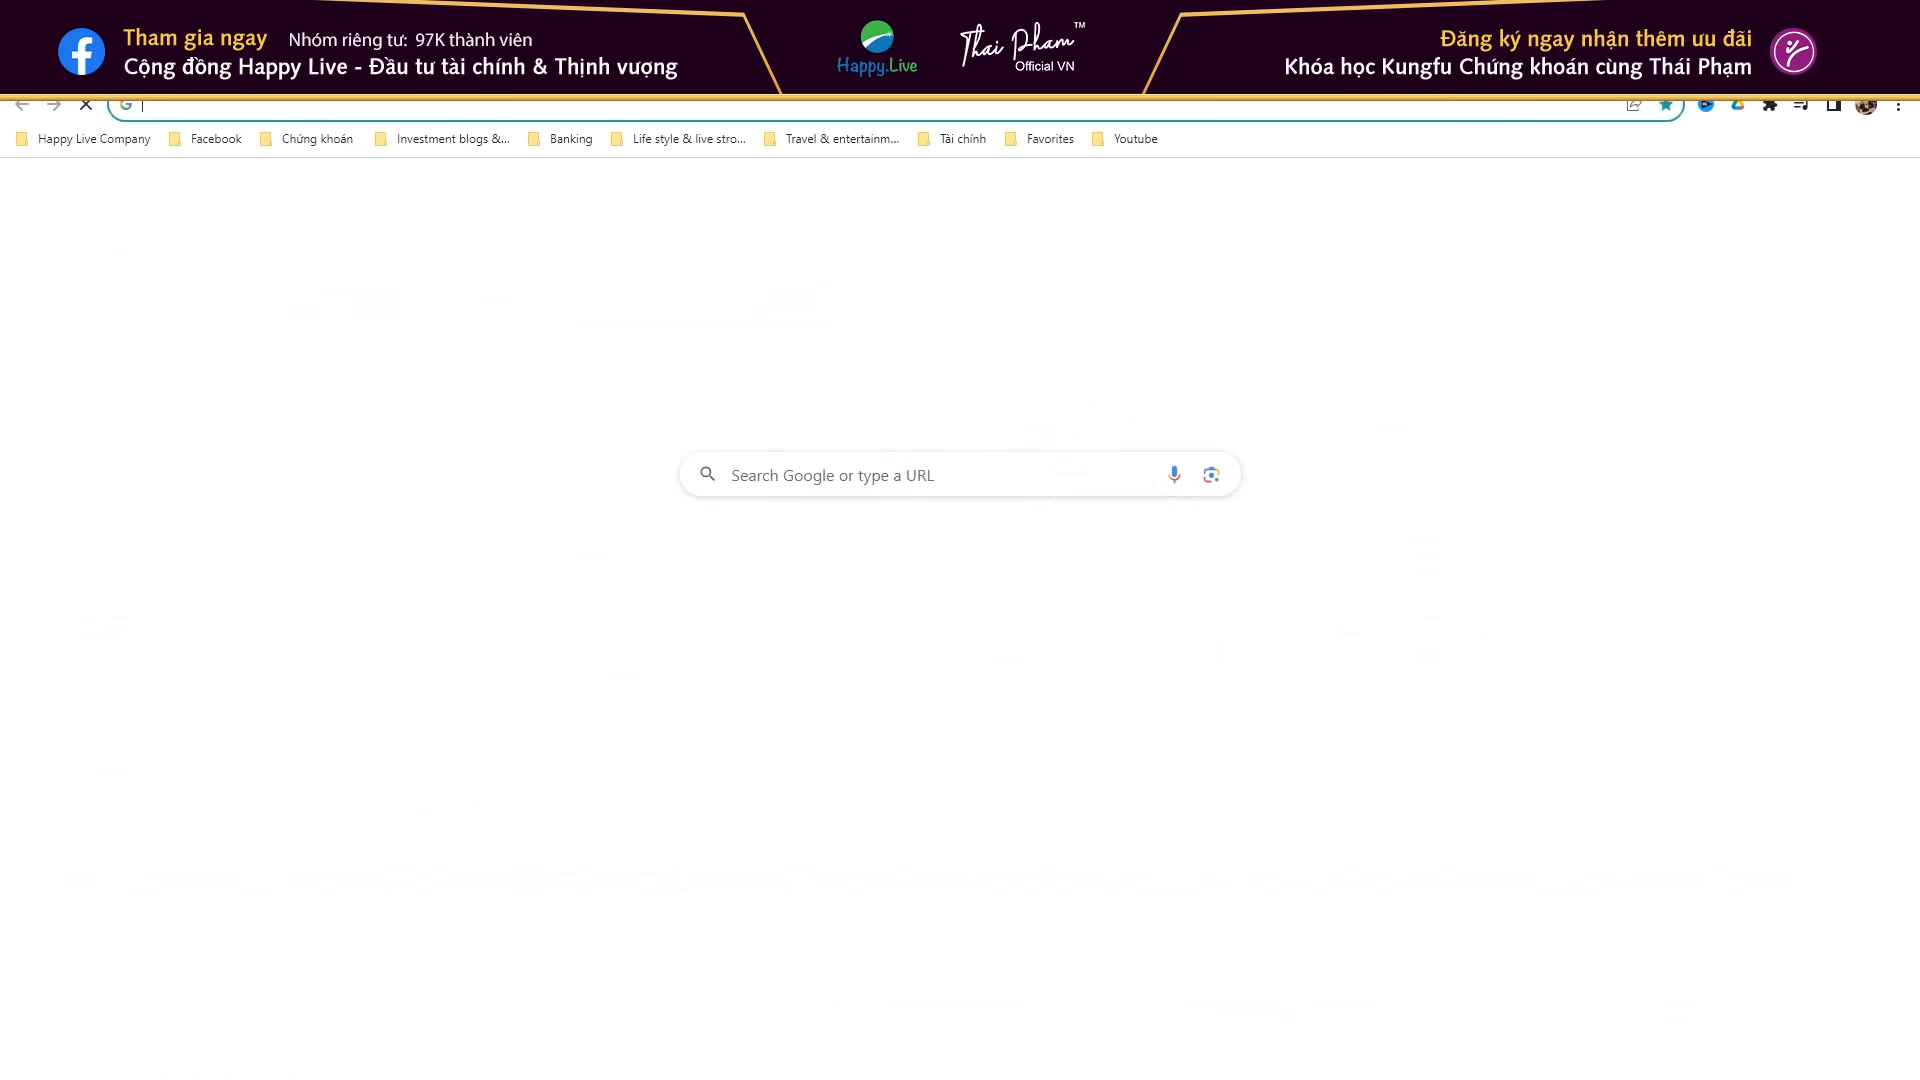 Tham gia ngay Nhóm riêng tư: 97K thành viên
Cộng đồng Happy Live - Đầu tư tài chính & Thịnh vượng
Happy.Live
Thai Pham™
Official VN
Đăng ký ngay nhận thêm ưu đãi
Khóa học Kungfu Chứng khoán cùng Thái Phạm
Happy Live Company Facebook Chứng khoán Investment blogs &... Banking Life style & live stro... Travel & entertainm... Tài chính Favorites Youtube
Search Google or type a URL